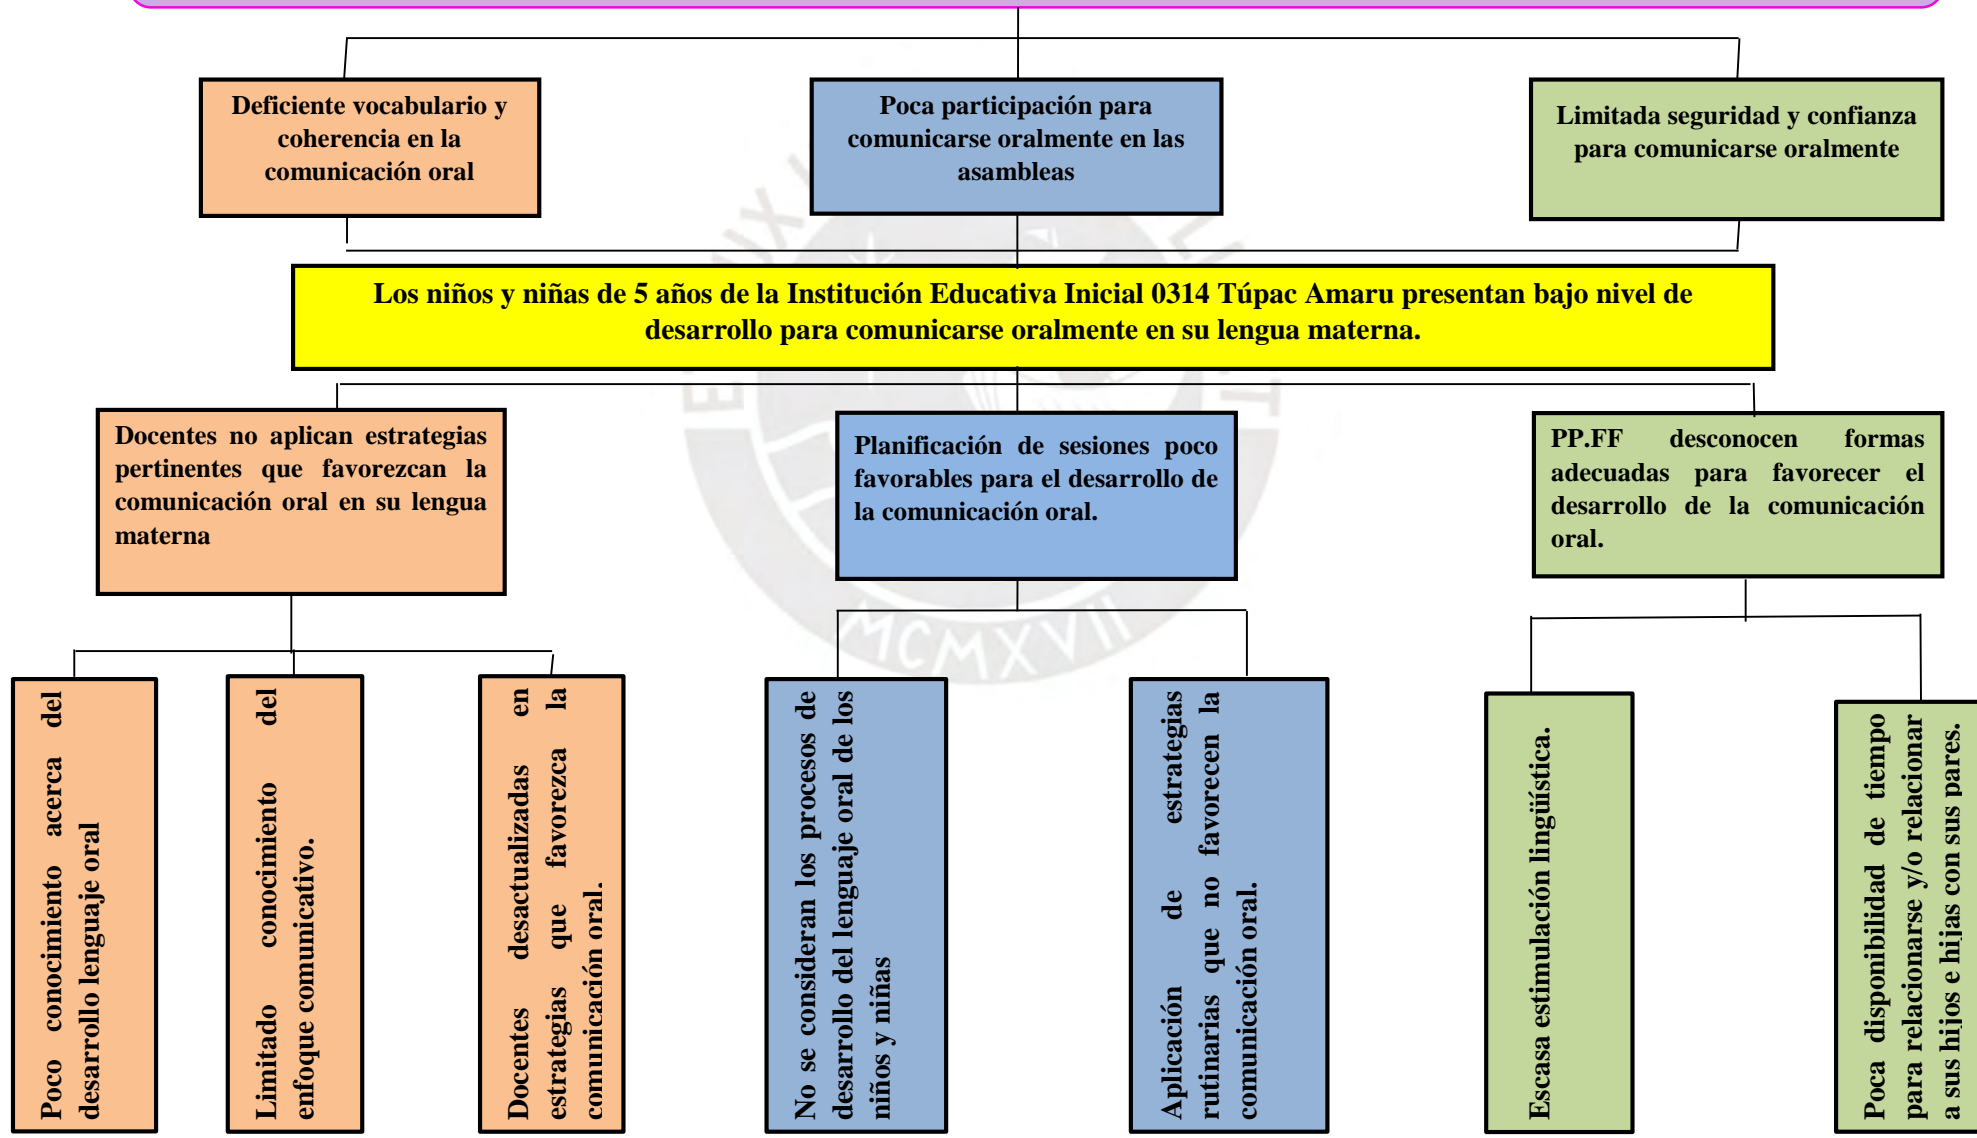 Deficiente vocabulario y
coherencia en la
comunicación oral
Poca participación para
comunicarse oralmente en las
asambleas
Limitada seguridad y confianza
para comunicarse oralmente
Los niños y niñas de 5 años de la Institución Educativa Inicial 0314 Túpac Amaru presentan bajo nivel de
desarrollo para comunicarse oralmente en su lengua materna.
Docentes no aplican estrategias
pertinentes que favorezcan la
comunicación oral en su lengua
materna
Planificación de sesiones poco
favorables para el desarrollo de
la comunicación oral.
PP.FF desconocen formas
adecuadas para favorecer el
desarrollo de la comunicación
oral.
Poco conocimiento acerca del
desarrollo lenguaje oral
Limitado conocimiento del
enfoque comunicativo.
Docentes desactualizadas en
estrategias que favorezca la
comunicación oral.
No se consideran los procesos de
desarrollo del lenguaje oral de los
niños y niñas
Aplicación de estrategias
rutinarias que no favorecen la
comunicación oral.
Escasa estimulación lingüística.
Poca disponibilidad de tiempo
para relacionarse y/o relacionar
a sus hijos e hijas con sus pares.
MCMXVII